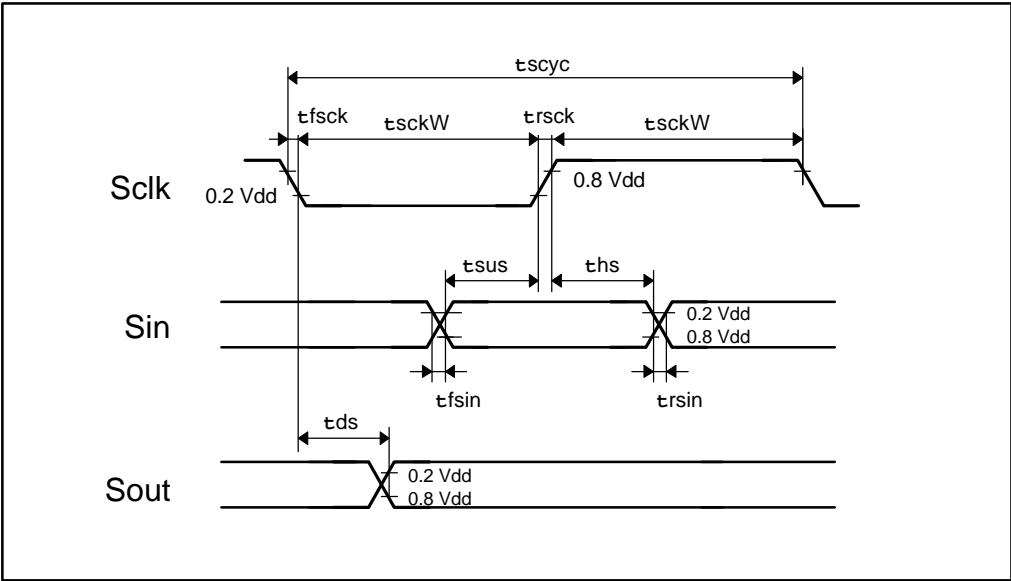 tscyc
tfsck tsckW trsck tsckW
Sclk 0.2 Vdd 0.8 Vdd
tsus ths
Sin 0.2 Vdd
0.8 Vdd
tfsin trsin
tds
Sout 0.2 Vdd
0.8 Vdd